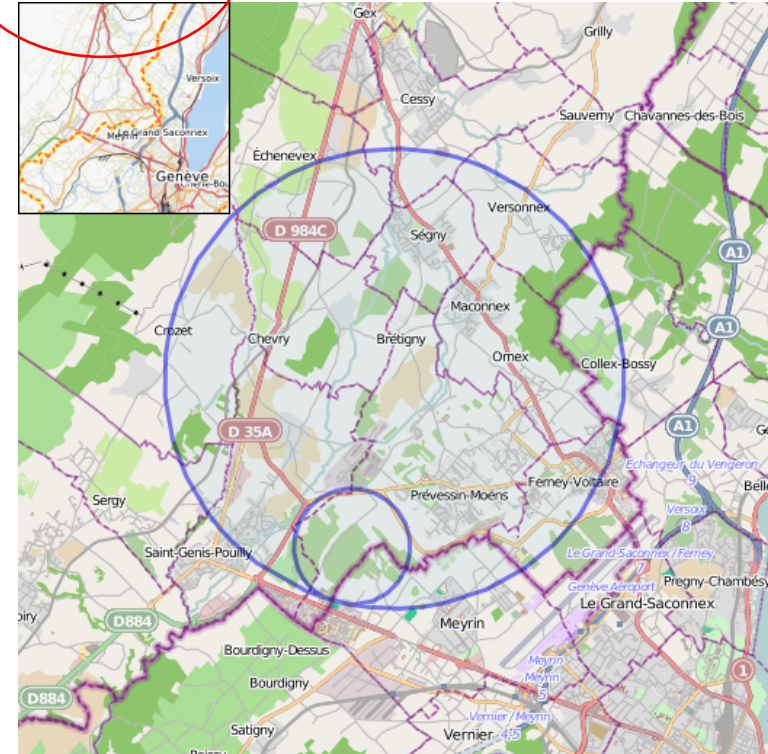 Gex
Grilly
Versoix
Cessy
Sauverny
Chavannes-des-Bois
Meyrin
Le Grand Saconnex
Genève
Échenevex
Versonnex
D 984C
Ségny
A1
Maconnex
A1
Crozet
Chevry
Brétigny
Ornex
Collex-Bossy
D 35A
A1
Echangeur du Vengeron
9
Ferney-Voltaire
Prévessin-Moëns
Sergy
Versoix
8
Saint-Genis-Pouilly
Le Grand-Saconnex / Ferney
7
Genève Aéroport
Pregny-Chambésy
Le Grand-Saconnex
D884
Meyrin
Bourdigny-Dessus
Meyrin
Meyrin
5
1
Bourdigny
D884
Vernier / Meyrin
4,5
Satigny
Vernier